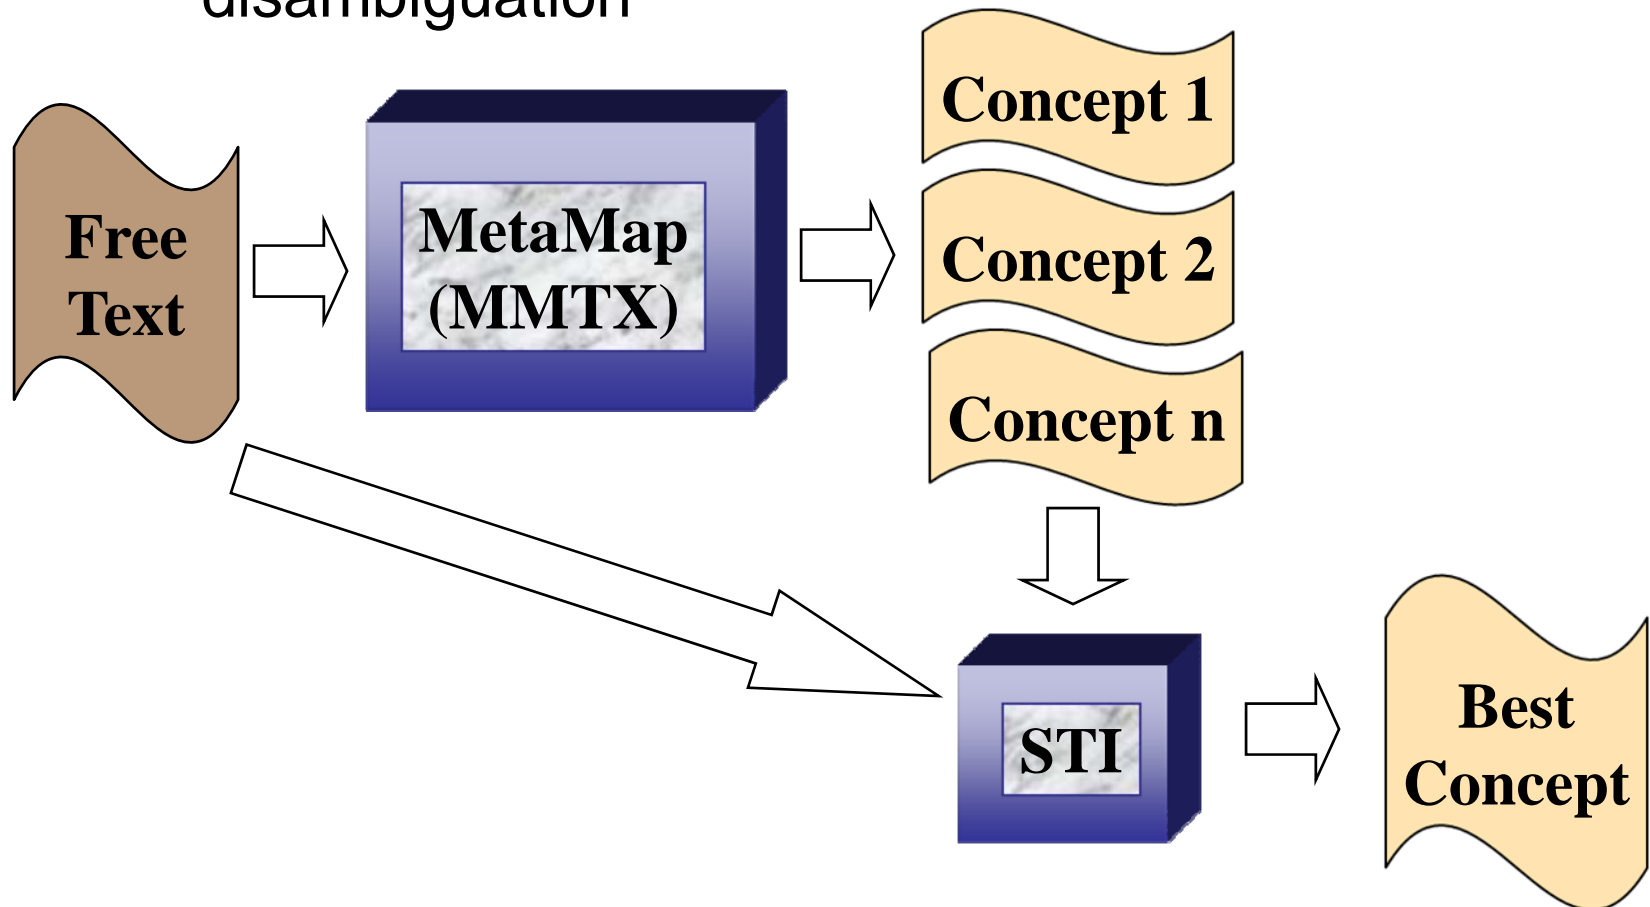 disambiguation
Free
Text
MetaMap
(MMTX)
Concept 1
Concept 2
Concept n
STI
Best
Concept